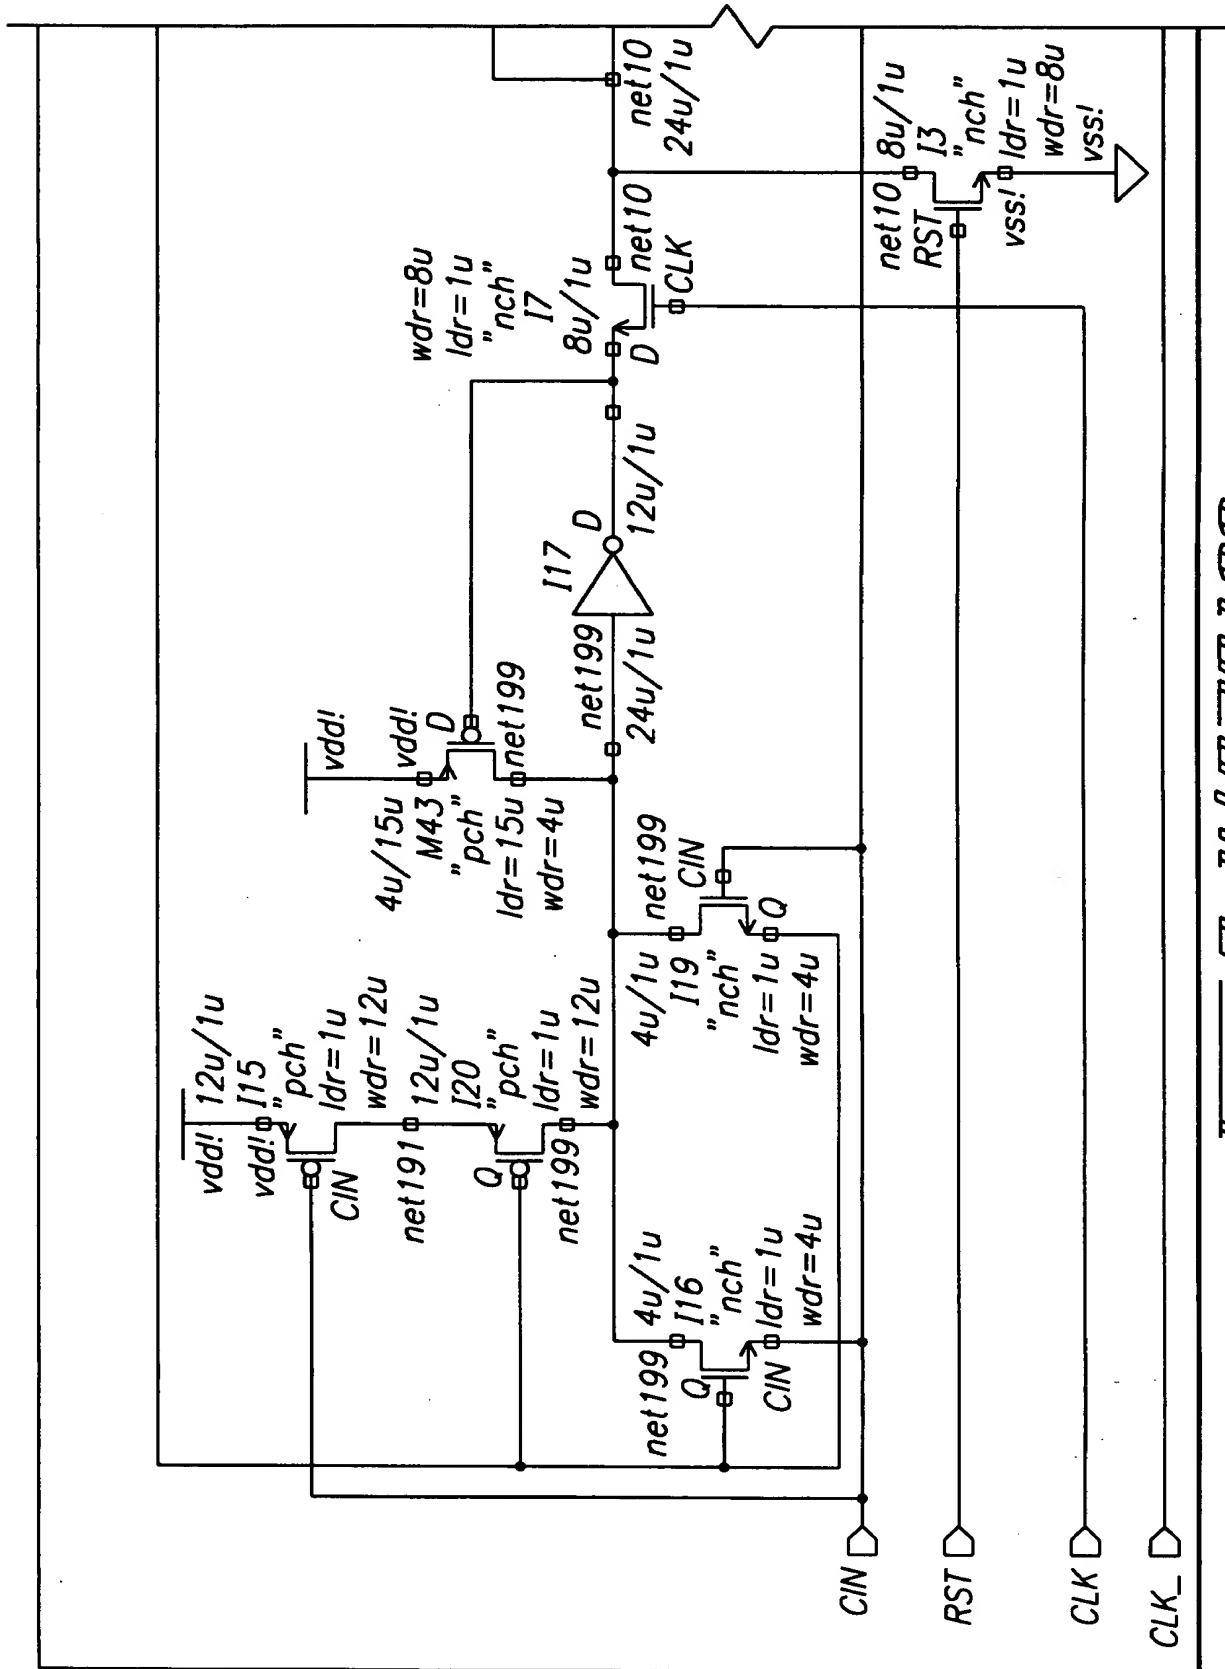 vdd!
12u/1u
vdd!
I15
"pch"
CIN
ldr=1u
wdr=12u
net191
12u/1u
I20
Q
"pch"
ldr=1u
net199
wdr=12u
vdd!
4u/15u
vdd!
M43
D
"pch"
ldr=15u
net199
wdr=4u
net199
4u/1u
Q
I16
"nch"
CIN
ldr=1u
wdr=4u
4u/1u
net199
I19
CIN
"nch"
ldr=1u
Q
wdr=4u
net199
24u/1u
I17
D
12u/1u
wdr=8u
ldr=1u
"nch"
I7
8u/1u
D
net10
CLK
net10
24u/1u
net10
8u/1u
RST
I3
"nch"
vss!
ldr=1u
wdr=8u
vss!
CIN
RST
CLK
CLK_